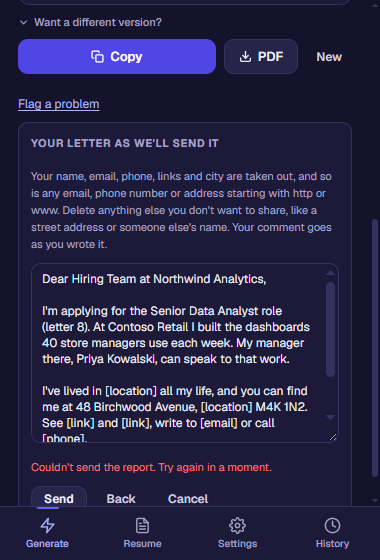 Want a different version?
Copy
PDF
New
Flag a problem
YOUR LETTER AS WE'LL SEND IT
Your name, email, phone, links and city are taken out, and so
is any email, phone number or address starting with http or
www. Delete anything else you don't want to share, like a
street address or someone else's name. Your comment goes
as you wrote it.
Dear Hiring Team at Northwind Analytics,
I'm applying for the Senior Data Analyst role
(letter 8). At Contoso Retail I built the dashboards
40 store managers use each week. My manager
there, Priya Kowalski, can speak to that work.
I've lived in [location] all my life, and you can find
me at 48 Birchwood Avenue, [location] M4K 1N2.
See [link] and [link], write to [email] or call
[phone].
Couldn't send the report. Try again in a moment.
Send
Back
Cancel
Generate
Resume
Settings
History